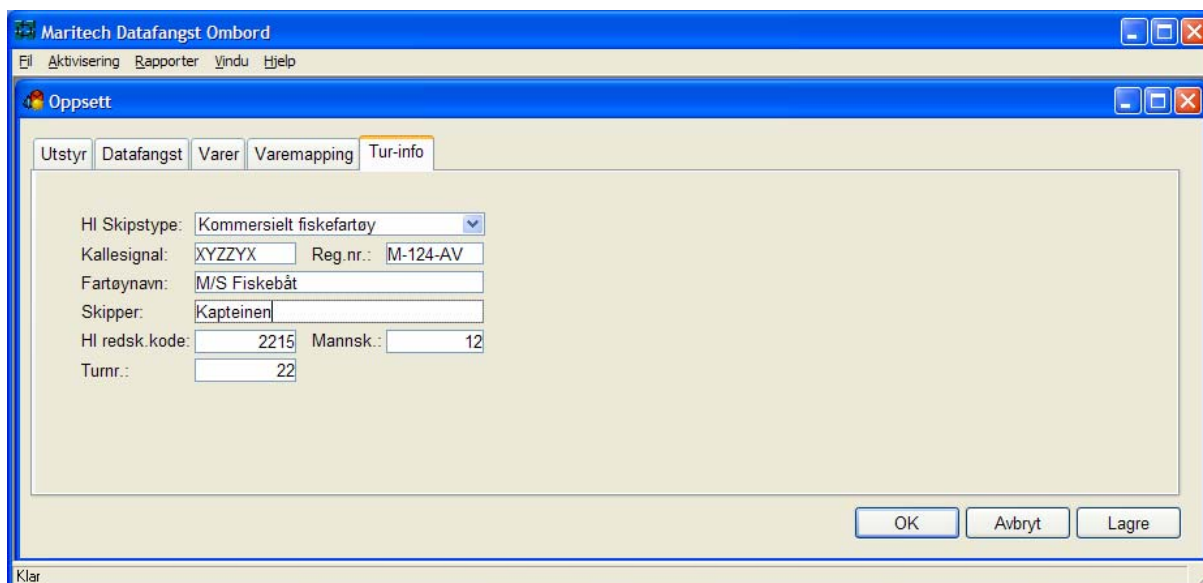 Maritech Datafangst Ombord
Fil Aktivisering Rapporter Vindu Hjelp
Oppsett
Utstyr Datafangst Varer Varemapping Tur-info
HI Skipstype: Kommersielt fiskefartøy
Kallesignal: XYZZYX Reg.nr.: M-124-AV
Fartøynavn: M/S Fiskebåt
Skipper: Kapteinen
HI redsk.kode: 2215 Mannsk.: 12
Turnr.: 22
OK Avbryt Lagre
Klar